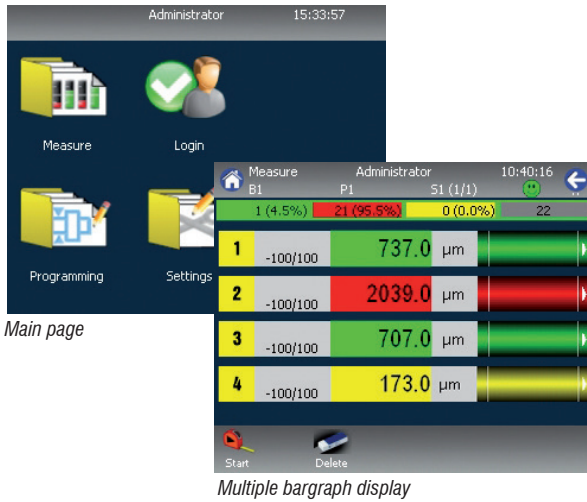 Administrator 15:33:57
Measure Login
Programming Settings
Main page
Measure Administrator 10:40:16
B1 P1 S1 (1/1)
1 (4.5%) 21 (95.5%) 0 (0.0%) 22
1 -100/100 737.0 µm
2 -100/100 2039.0 µm
3 -100/100 707.0 µm
4 -100/100 173.0 µm
Start Delete
Multiple bargraph display